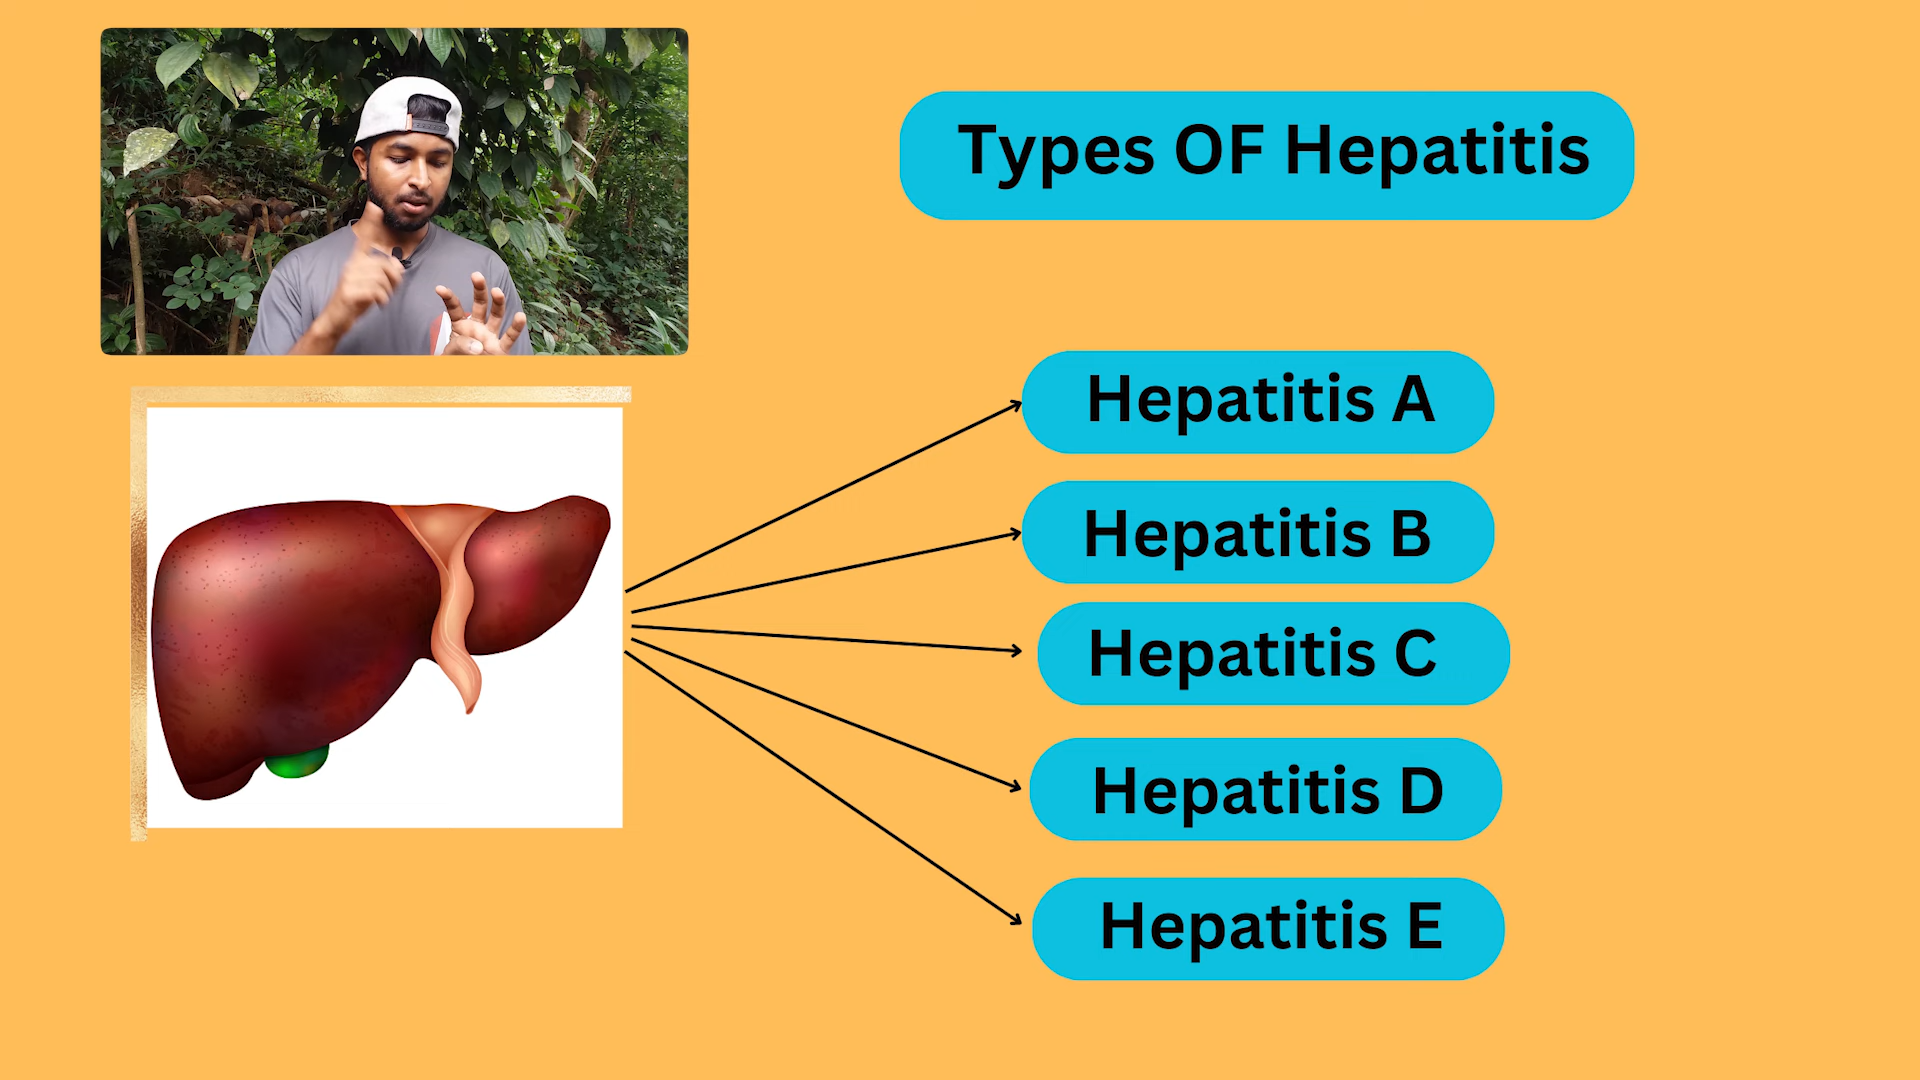 Types OF Hepatitis
Hepatitis A
Hepatitis B
Hepatitis C
Hepatitis D
Hepatitis E